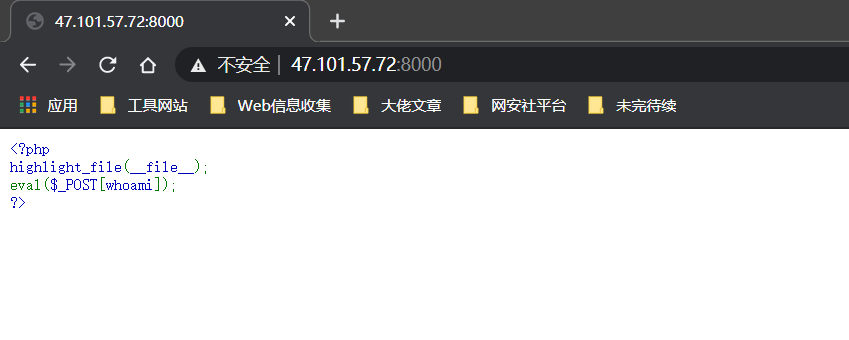 47.101.57.72:8000
不安全 | 47.101.57.72:8000
应用 工具网站 Web信息收集 大佬文章 网安社平台 未完待续
<?php
highlight_file(__file__);
eval($_POST[whoami]);
?>